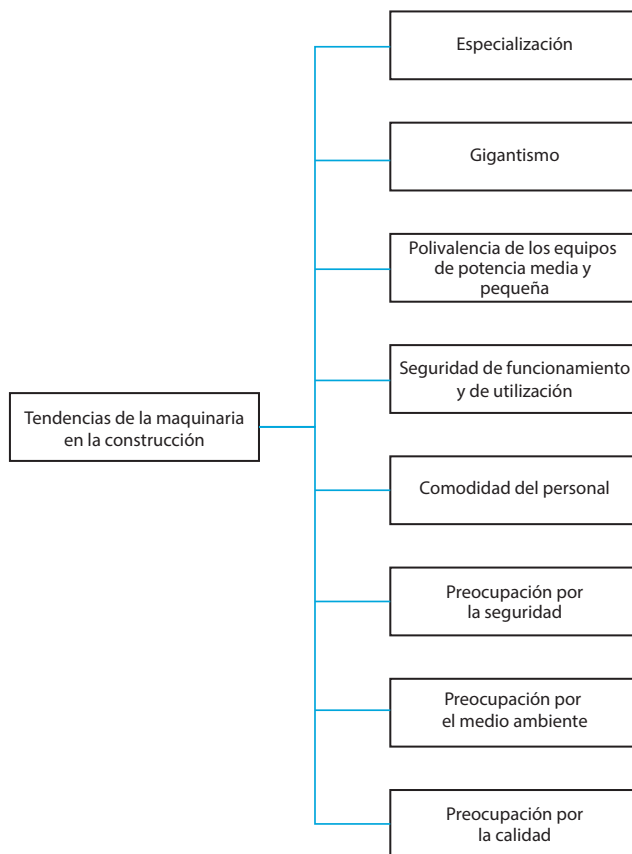 Especialización
Gigantismo
Polivalencia de los equipos
de potencia media y
pequeña
Seguridad de funcionamiento
y de utilización
Tendencias de la maquinaria
en la construcción
Comodidad del personal
Preocupación por
la seguridad
Preocupación por
el medio ambiente
Preocupación por
la calidad